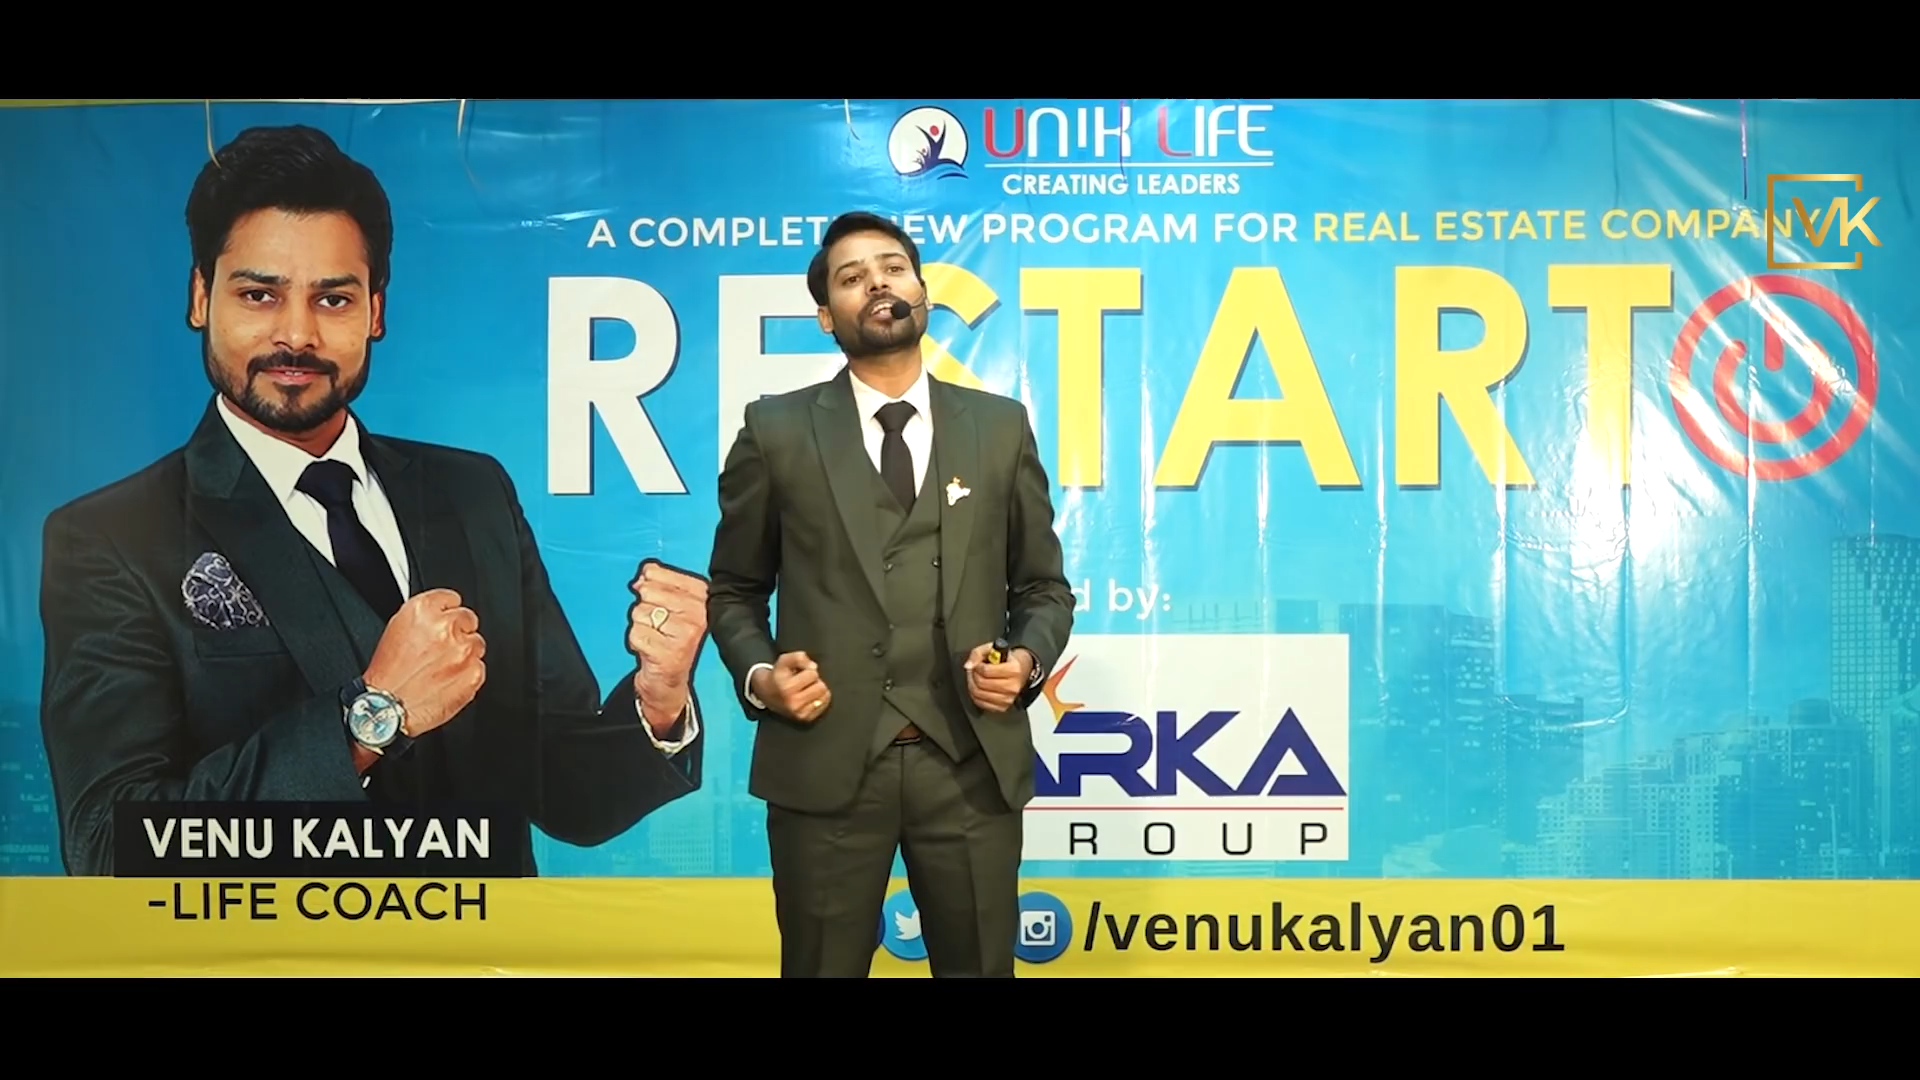 UNIK LIFE
CREATING LEADERS
A COMPLETE NEW PROGRAM FOR REAL ESTATE COMPANY
VK
RESTART
by:
ARKA
ROUP
VENU KALYAN
-LIFE COACH
/venukalyan01